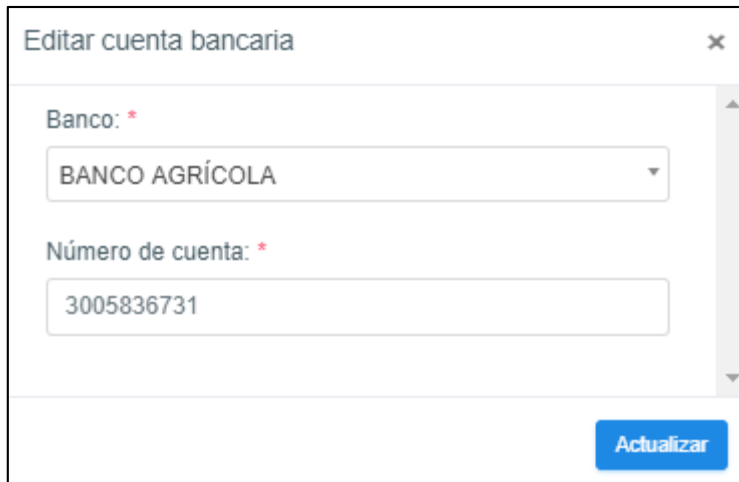 Editar cuenta bancaria ×
Banco: *
BANCO AGRÍCOLA
Número de cuenta: *
3005836731
Actualizar